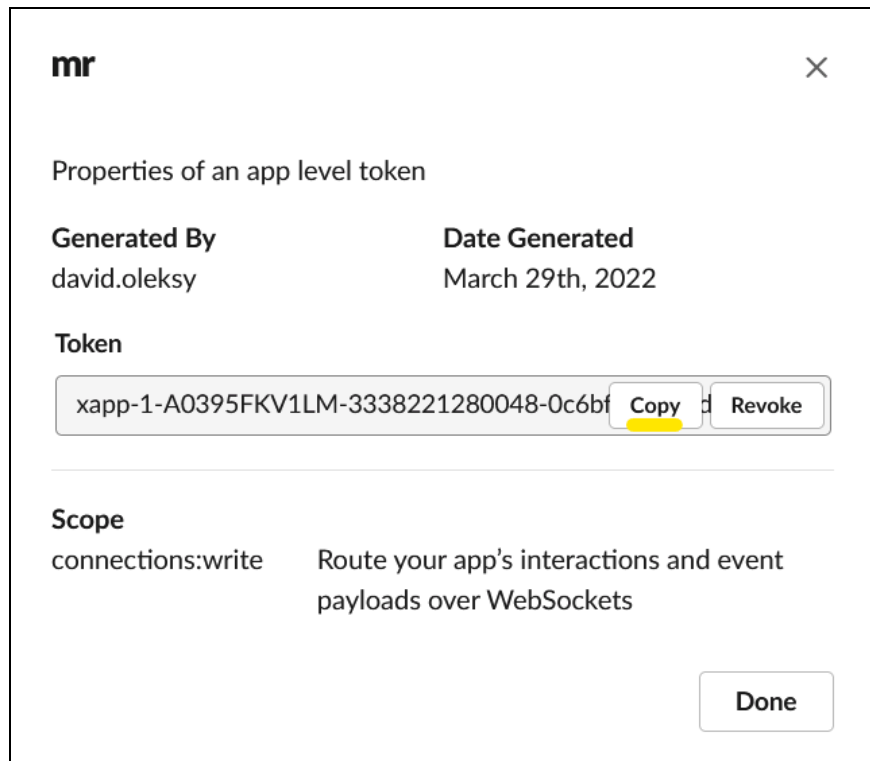 mr
Properties of an app level token
Generated By
Date Generated
david.oleksy
March 29th, 2022
Token
xapp-1-A0395FKV1LM-3338221280048-0c6bf
Copy
d
Revoke
Scope
connections:write
Route your app’s interactions and event
payloads over WebSockets
Done